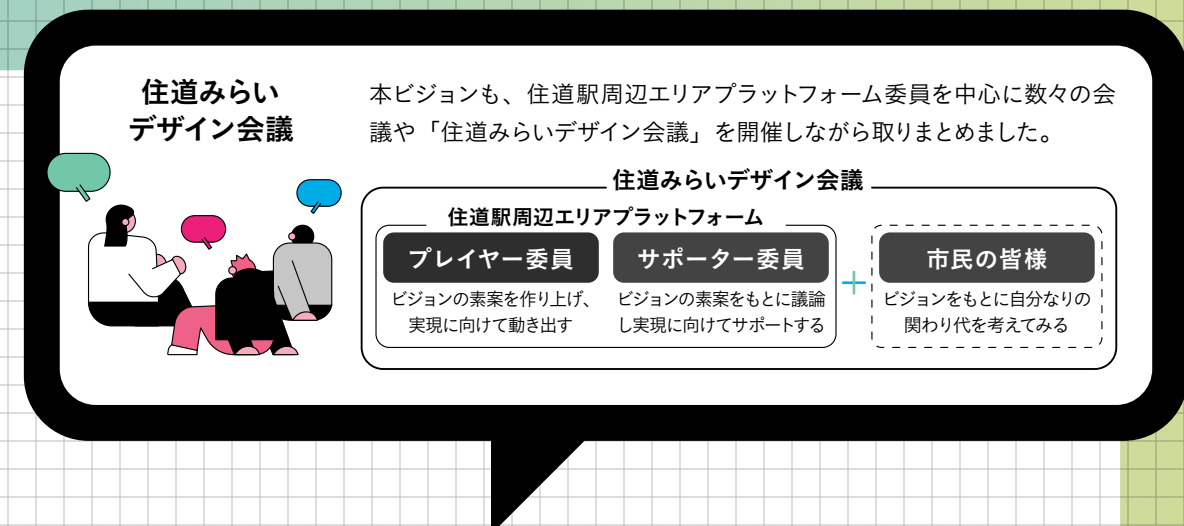 住道みらい
デザイン会議
本ビジョンも、住道駅周辺エリアプラットフォーム委員を中心に数々の会
議や「住道みらいデザイン会議」を開催しながら取りまとめました。
住道みらいデザイン会議
住道駅周辺エリアプラットフォーム
プレイヤー委員
ビジョンの素案を作り上げ、
実現に向けて動き出す
サポーター委員
ビジョンの素案をもとに議論
し実現に向けてサポートする
+
市民の皆様
ビジョンをもとに自分なりの
関わり代を考えてみる